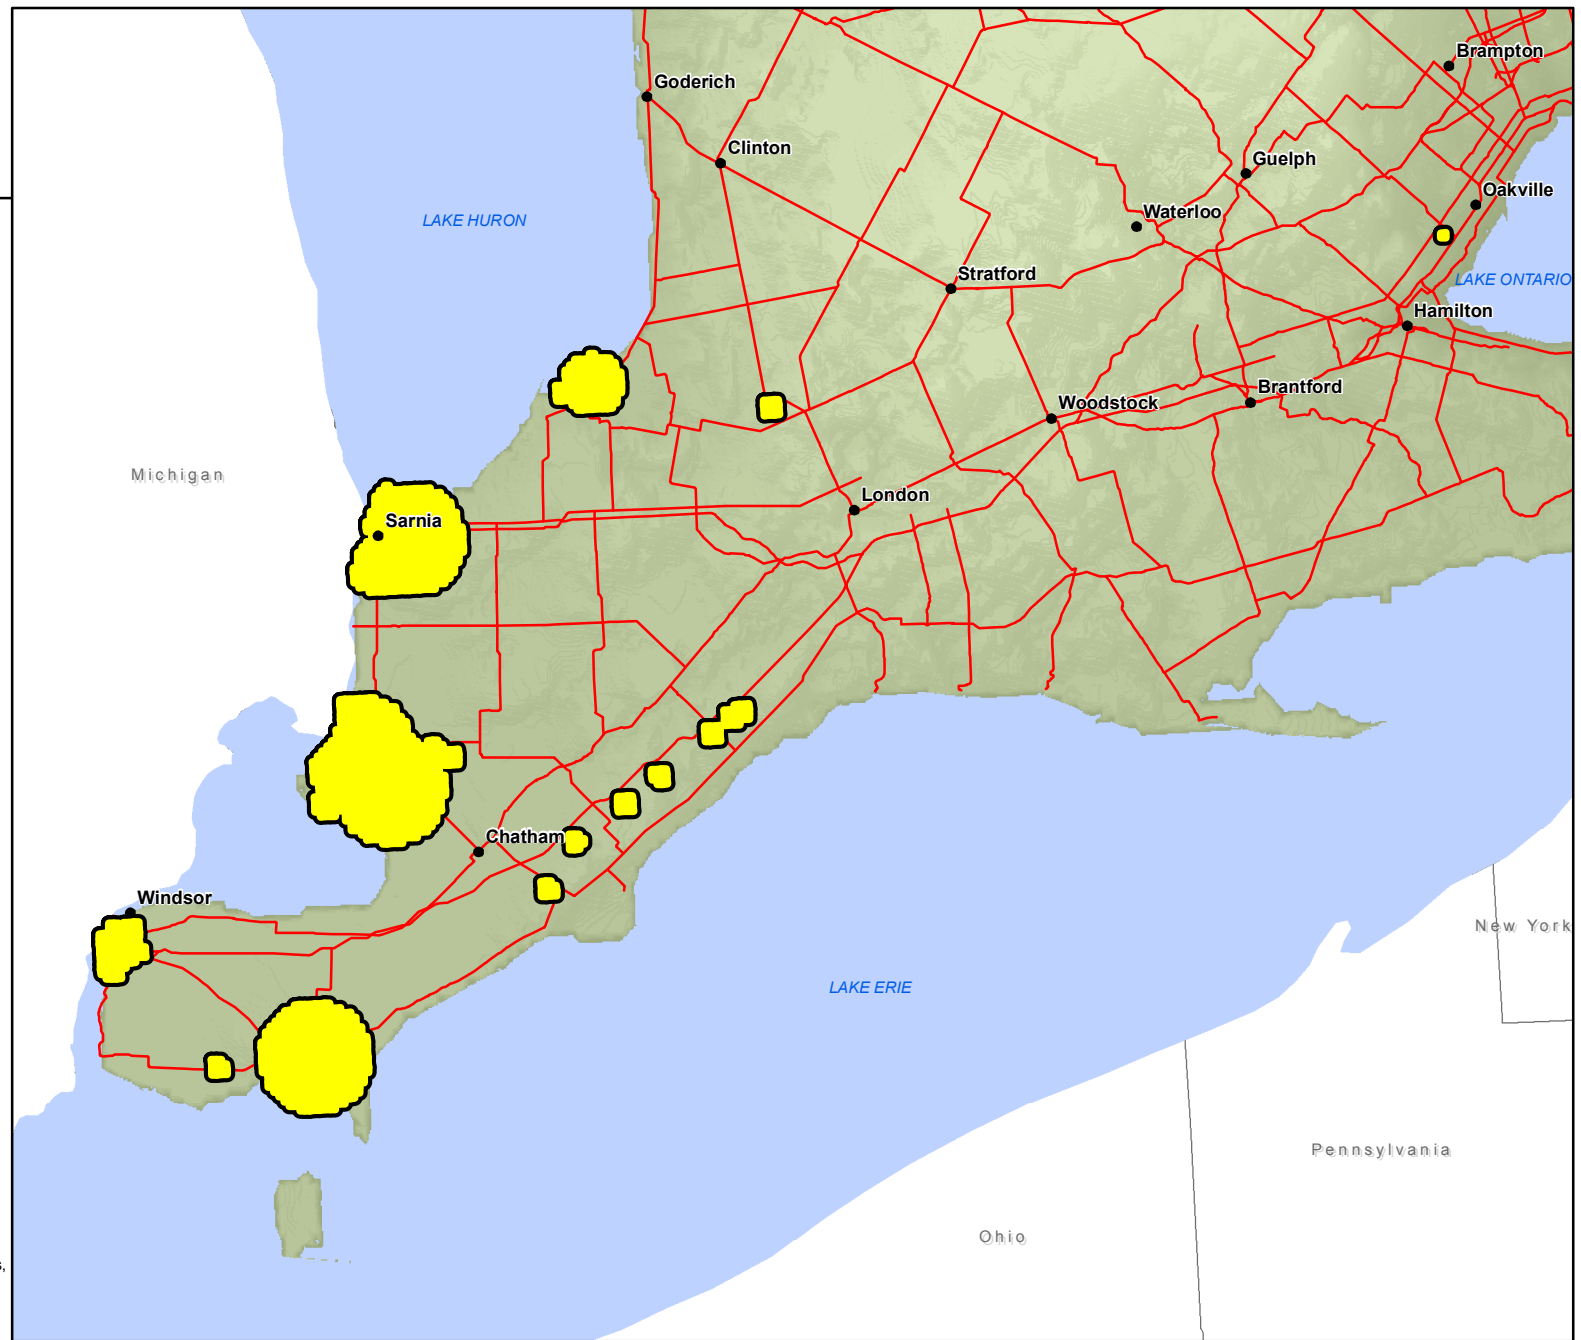 Brampton
Goderich
Clinton
Guelph
Oakville
Waterloo
LAKE HURON
Stratford
LAKE ONTARIO
Hamilton
Brantford
Woodstock
Michigan
London
Sarnia
Chatham
Windsor
New York
LAKE ERIE
Pennsylvania
Ohio